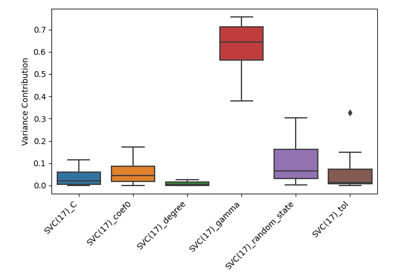 Variance Contribution
0.7
0.6
0.5
0.4
0.3
0.2
0.1
0.0
SVC(17)_C
SVC(17)_coef0
SVC(17)_degree
SVC(17)_gamma
SVC(17)_random_state
SVC(17)_tol